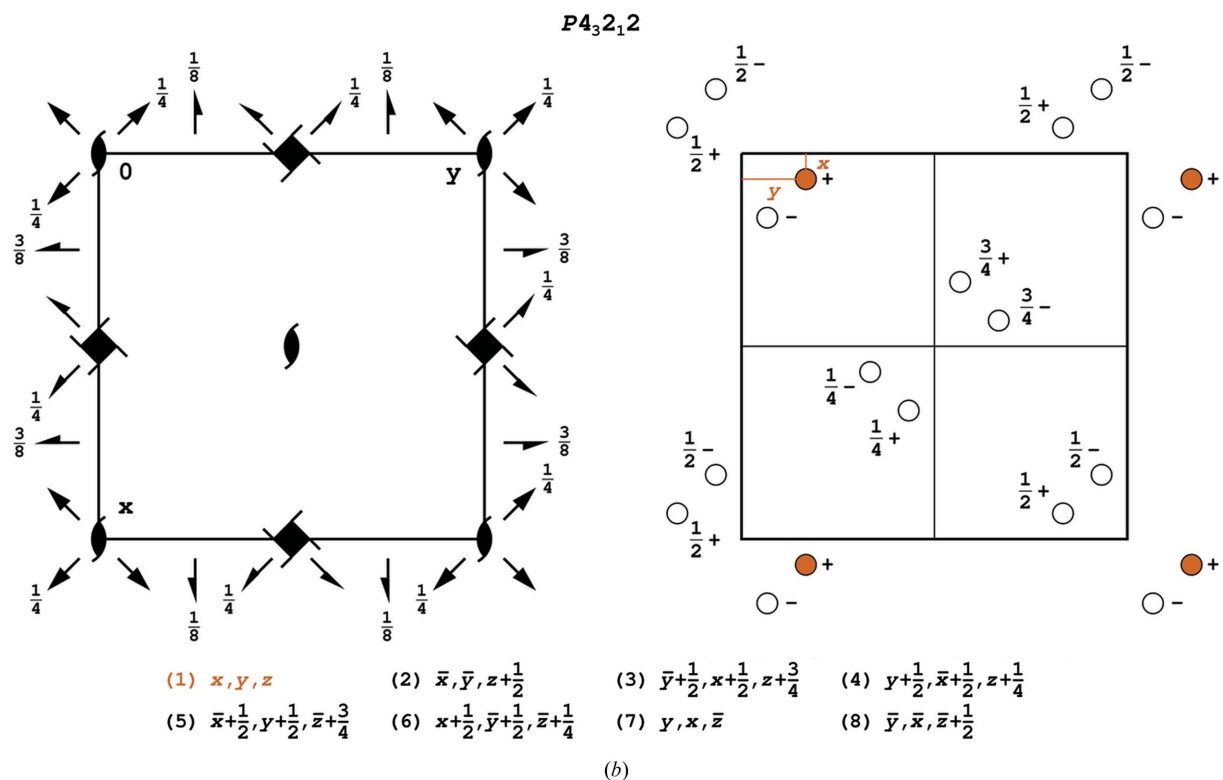 P4₃2₁2
1/8 1/8 1/2 − 1/2 −
1/4 1/4 1/4 1/2 +
1/2 +
0 y x + +
1/4 y − −
3/8 3/8 3/4 +
1/4 3/4 −
1/4 1/4 −
3/8 3/8 1/4 +
1/2 − 1/2 −
x 1/4 1/2 +
1/2 +
1/4 1/4 + +
1/8 1/8 − −
(1) x,y,z (2) x̄,ȳ,z+1/2 (3) ȳ+1/2,x+1/2,z+3/4 (4) y+1/2,x̄+1/2,z+1/4
(5) x̄+1/2,y+1/2,z̄+3/4 (6) x+1/2,ȳ+1/2,z̄+1/4 (7) y,x,z̄ (8) ȳ,x̄,z̄+1/2
(b)